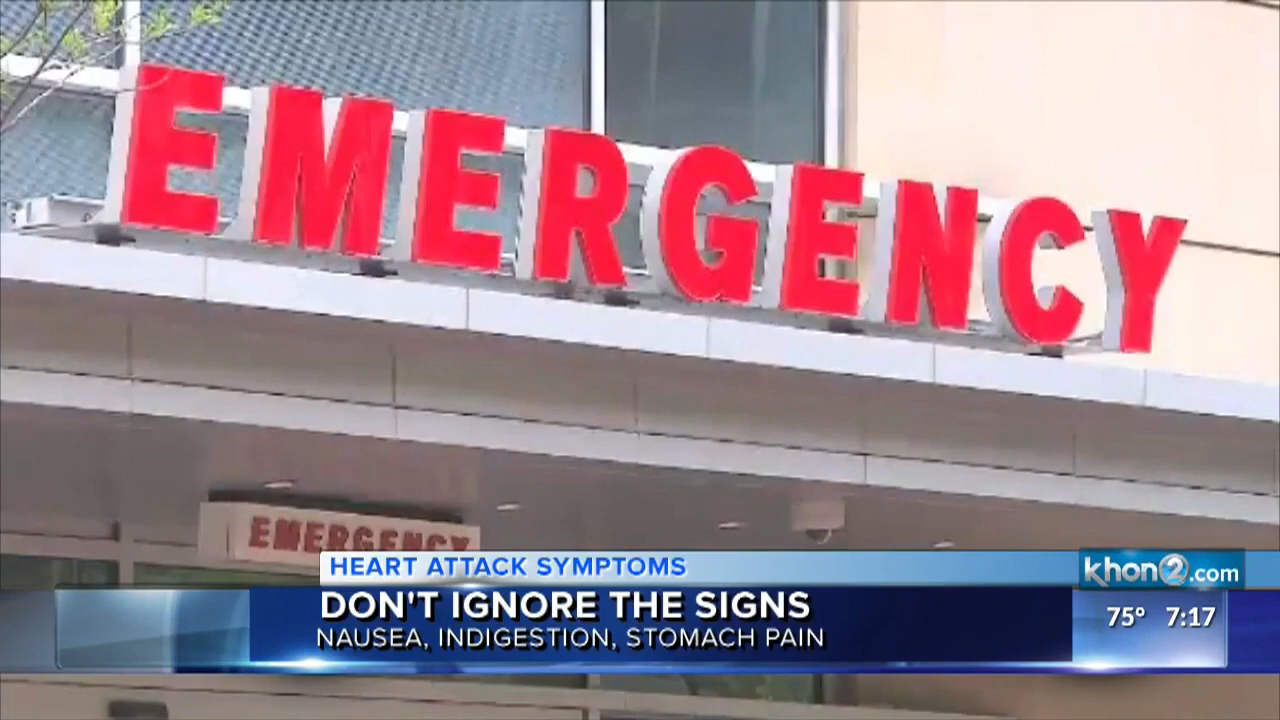 EMERGENCY
EMERGENCY
HEART ATTACK SYMPTOMS
khon2.com
DON'T IGNORE THE SIGNS
75° 7:17
NAUSEA, INDIGESTION, STOMACH PAIN